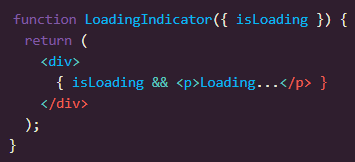 function LoadingIndicator({ isLoading }) {
return (
<div>
{ isLoading && <p>Loading...</p> }
</div>
);
}